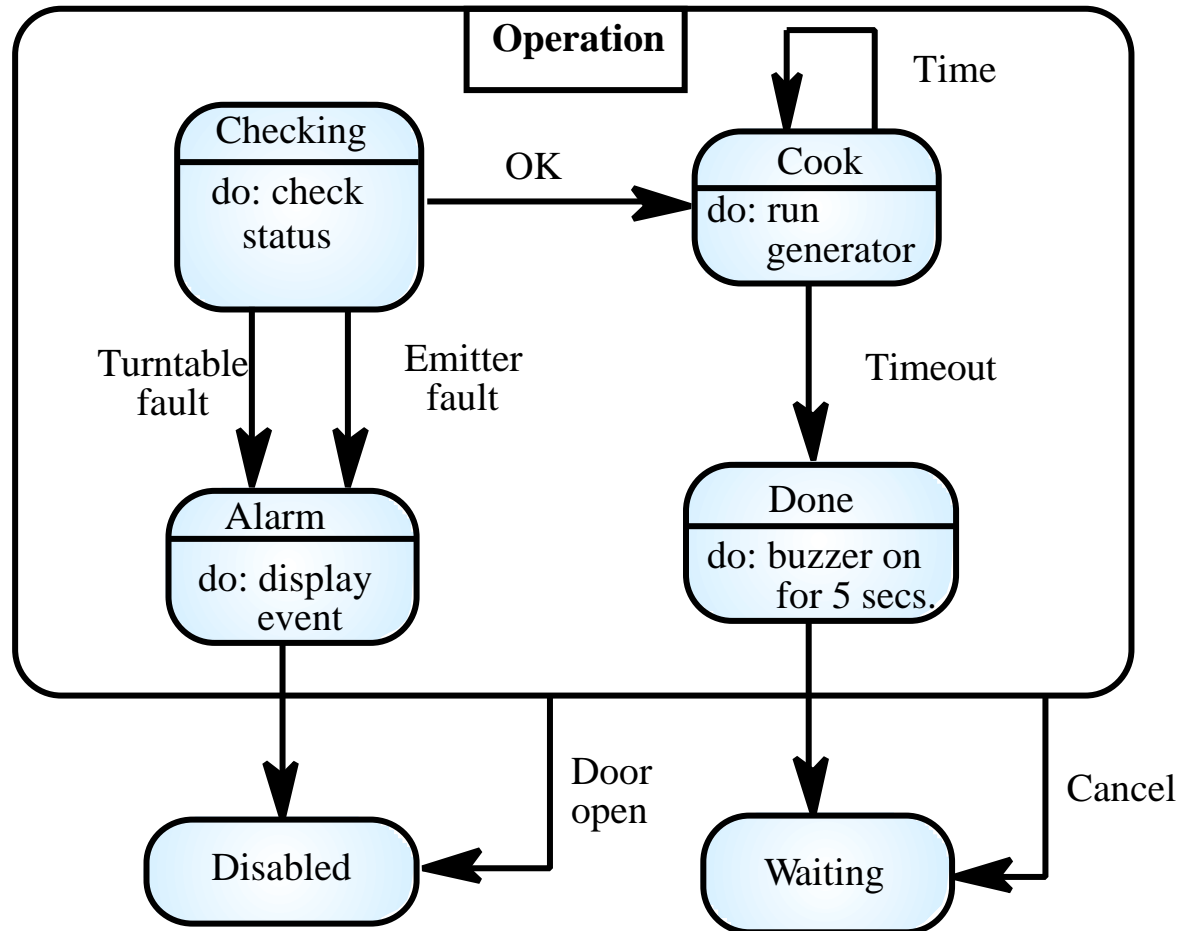 Operation
Time
Checking
do: check
status
OK
Cook
do: run
generator
Turntable
fault
Emitter
fault
Timeout
Alarm
do: display
event
Done
do: buzzer on
for 5 secs.
Door
open
Cancel
Disabled
Waiting